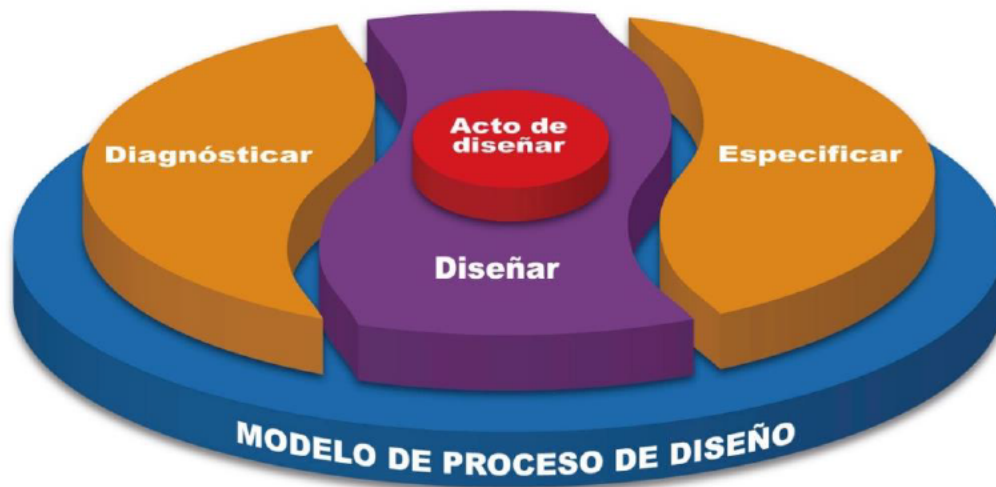 Acto de
diseñar
Diagnósticar
Especificar
Diseñar
MODELO DE PROCESO DE DISEÑO